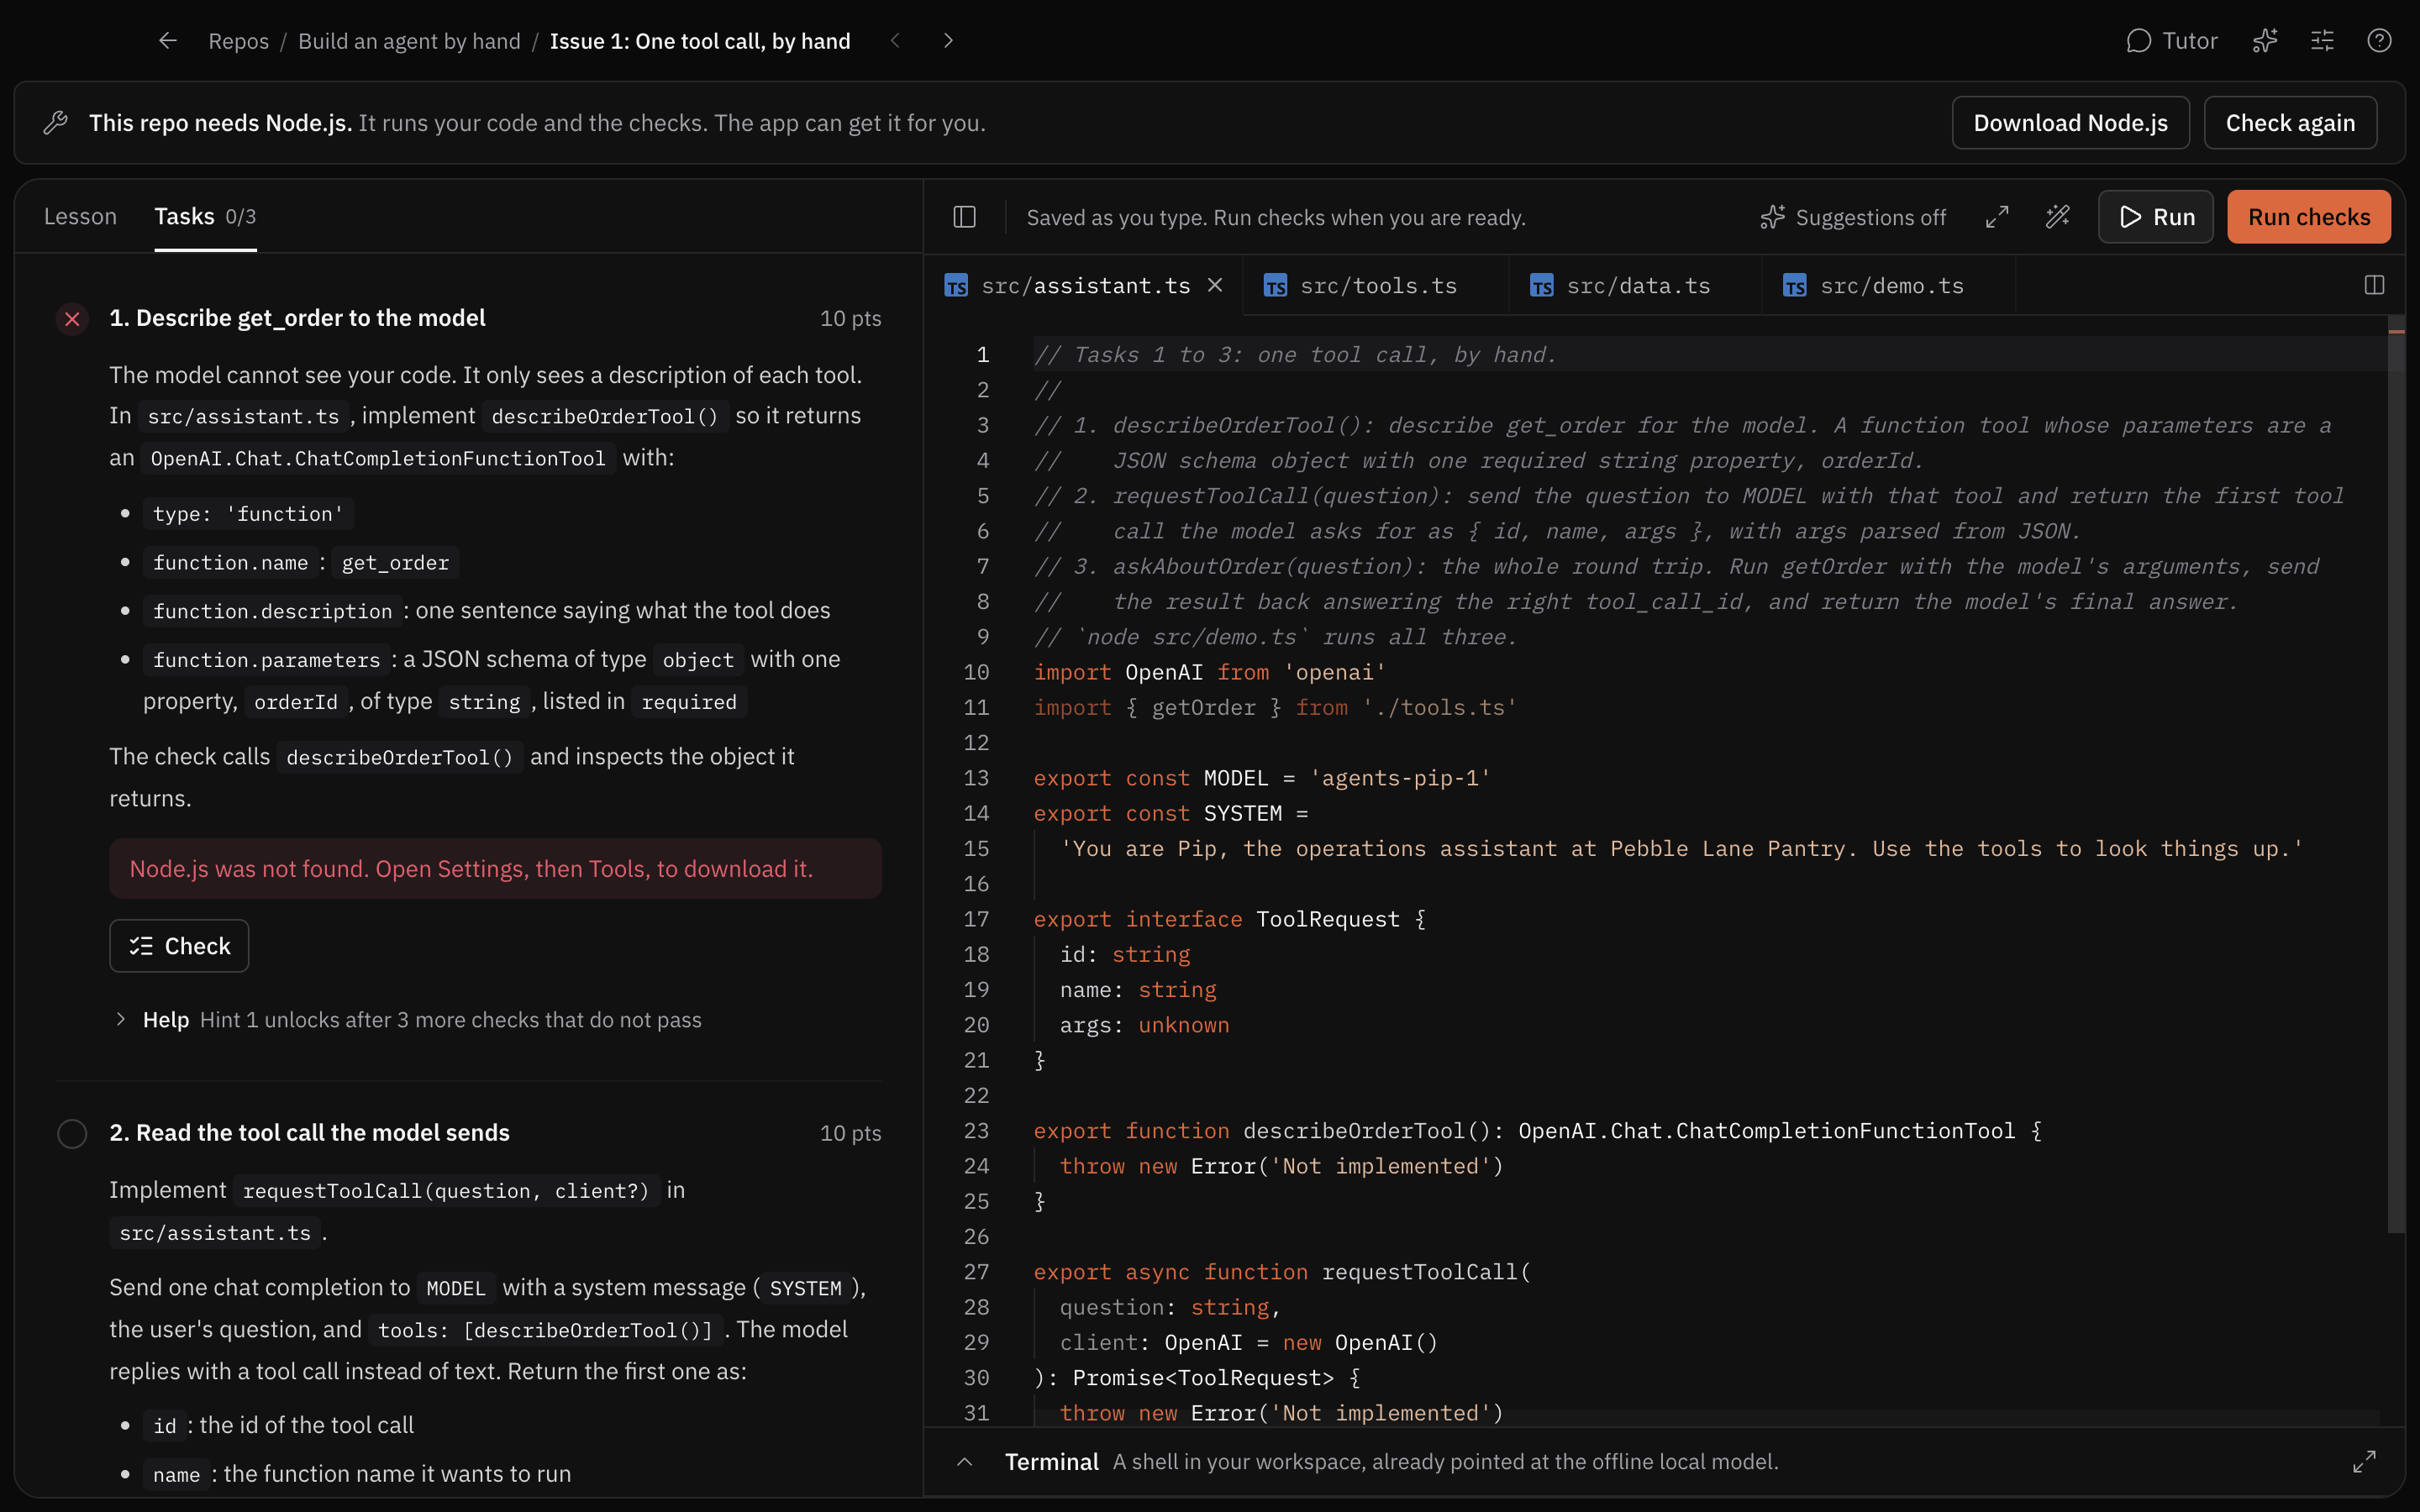 Repos / Build an agent by hand / Issue 1: One tool call, by hand
Tutor
This repo needs Node.js. It runs your code and the checks. The app can get it for you.
Download Node.js
Check again
Lesson
Tasks 0/3
1. Describe get_order to the model
10 pts
The model cannot see your code. It only sees a description of each tool.
In src/assistant.ts, implement describeOrderTool() so it returns
an OpenAI.Chat.ChatCompletionFunctionTool with:
• type: 'function'
• function.name: get_order
• function.description: one sentence saying what the tool does
• function.parameters: a JSON schema of type object with one
property, orderId, of type string, listed in required
The check calls describeOrderTool() and inspects the object it
returns.
Node.js was not found. Open Settings, then Tools, to download it.
Check
Help Hint 1 unlocks after 3 more checks that do not pass
2. Read the tool call the model sends
10 pts
Implement requestToolCall(question, client?) in
src/assistant.ts.
Send one chat completion to MODEL with a system message (SYSTEM),
the user's question, and tools: [describeOrderTool()]. The model
replies with a tool call instead of text. Return the first one as:
• id: the id of the tool call
• name: the function name it wants to run
Saved as you type. Run checks when you are ready.
Suggestions off
Run
Run checks
TS src/assistant.ts
TS src/tools.ts
TS src/data.ts
TS src/demo.ts
1 // Tasks 1 to 3: one tool call, by hand.
2 //
3 // 1. describeOrderTool(): describe get_order for the model. A function tool whose parameters are a
4 //    JSON schema object with one required string property, orderId.
5 // 2. requestToolCall(question): send the question to MODEL with that tool and return the first tool
6 //    call the model asks for as { id, name, args }, with args parsed from JSON.
7 // 3. askAboutOrder(question): the whole round trip. Run getOrder with the model's arguments, send
8 //    the result back answering the right tool_call_id, and return the model's final answer.
9 // `node src/demo.ts` runs all three.
10 import OpenAI from 'openai'
11 import { getOrder } from './tools.ts'
12
13 export const MODEL = 'agents-pip-1'
14 export const SYSTEM =
15   'You are Pip, the operations assistant at Pebble Lane Pantry. Use the tools to look things up.'
16
17 export interface ToolRequest {
18   id: string
19   name: string
20   args: unknown
21 }
22
23 export function describeOrderTool(): OpenAI.Chat.ChatCompletionFunctionTool {
24   throw new Error('Not implemented')
25 }
26
27 export async function requestToolCall(
28   question: string,
29   client: OpenAI = new OpenAI()
30 ): Promise<ToolRequest> {
31   throw new Error('Not implemented')
Terminal A shell in your workspace, already pointed at the offline local model.